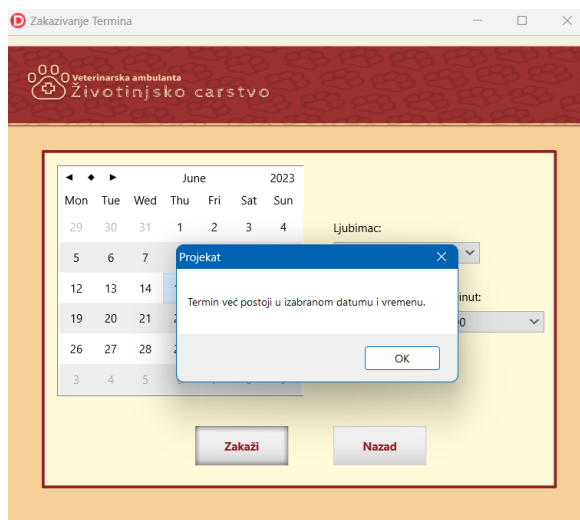 Zakazivanje Termina
Veterinarska ambulanta
Životinjsko carstvo
June 2023
Mon Tue Wed Thu Fri Sat Sun
29 30 31 1 2 3 4
5 6 7
12 13 14
19 20 21
26 27 28
3 4 5
Ljubimac:
Projekat
Termin već postoji u izabranom datumu i vremenu.
OK
Zakaži
Nazad